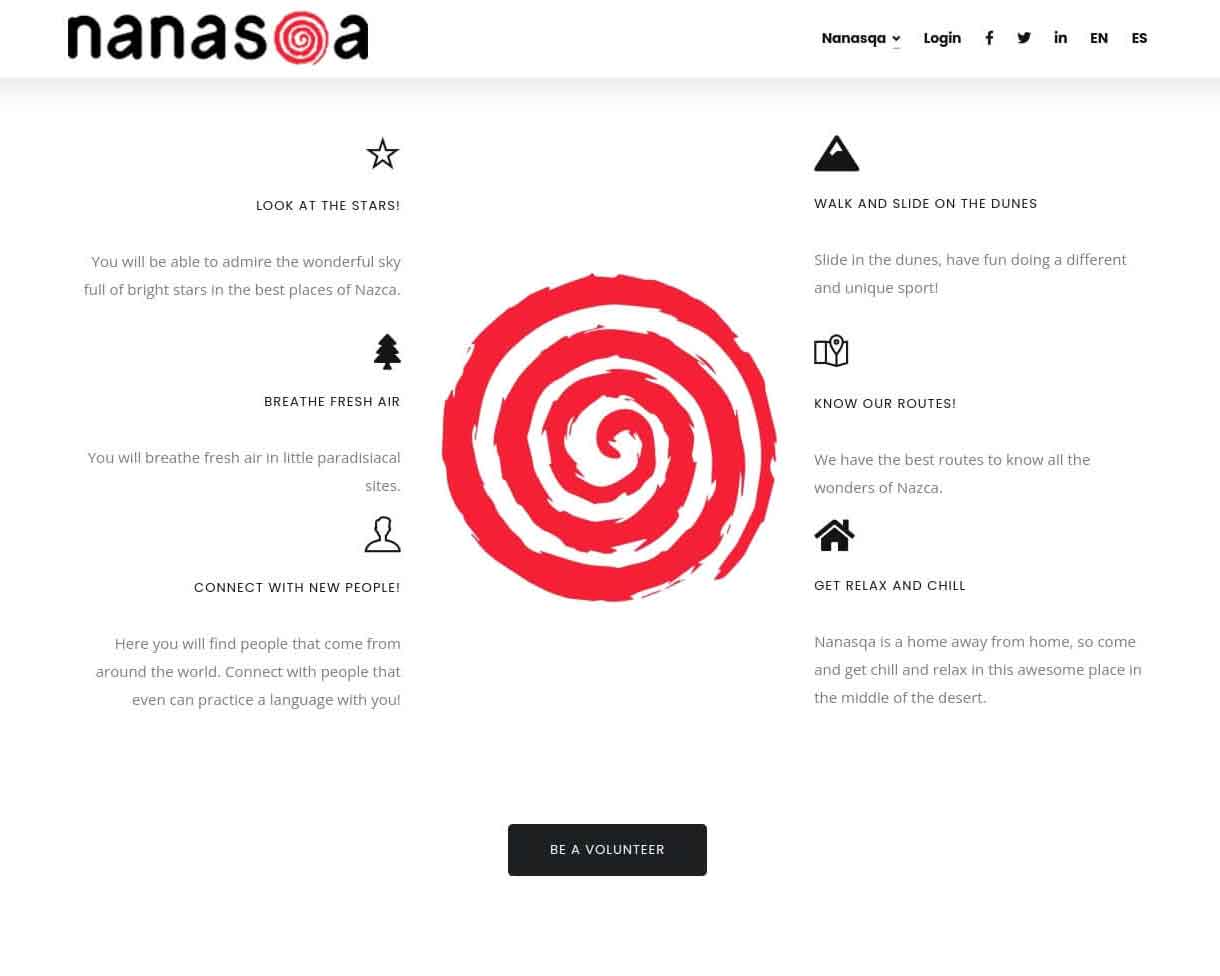 nanasqa
Nanasqa
Login
EN
ES
LOOK AT THE STARS!
You will be able to admire the wonderful sky
full of bright stars in the best places of Nazca.
BREATHE FRESH AIR
You will breathe fresh air in little paradisiacal
sites.
CONNECT WITH NEW PEOPLE!
Here you will find people that come from
around the world. Connect with people that
even can practice a language with you!
WALK AND SLIDE ON THE DUNES
Slide in the dunes, have fun doing a different
and unique sport!
KNOW OUR ROUTES!
We have the best routes to know all the
wonders of Nazca.
GET RELAX AND CHILL
Nanasqa is a home away from home, so come
and get chill and relax in this awesome place in
the middle of the desert.
BE A VOLUNTEER